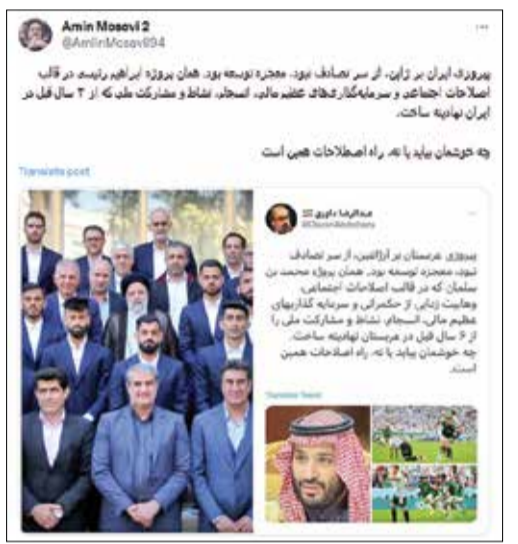 Amin Mosavi 2
@AmiinMosavi94
پیروزی ایران بر ژاپن، از سر تصادف نبود. معجزه توسعه بود. همان پروژه ابراهیم رئیسی در قالب
اصلاحات اجتماعی و سرمایه‌گذاری‌های عظیم مالی، انسجام، نشاط و مشارکت ملی که از ۳ سال قبل در
ایران نهادینه ساخت.
چه خوشمان بیاید یا نه، راه اصطلاحات همین است
Translate post
عبدالرضا داوری
پیروزی عربستان بر آرژانتین، از سر تصادف
نبود، معجزه توسعه بود. همان پروژه محمد بن
سلمان که در قالب اصلاحات اجتماعی،
وهابیت زدایی از حکمرانی و سرمایه گذاریهای
عظیم مالی، انسجام، نشاط و مشارکت ملی را
از ۶ سال قبل در عربستان نهادینه ساخت.
چه خوشمان بیاید یا نه، راه اصلاحات همین
است.